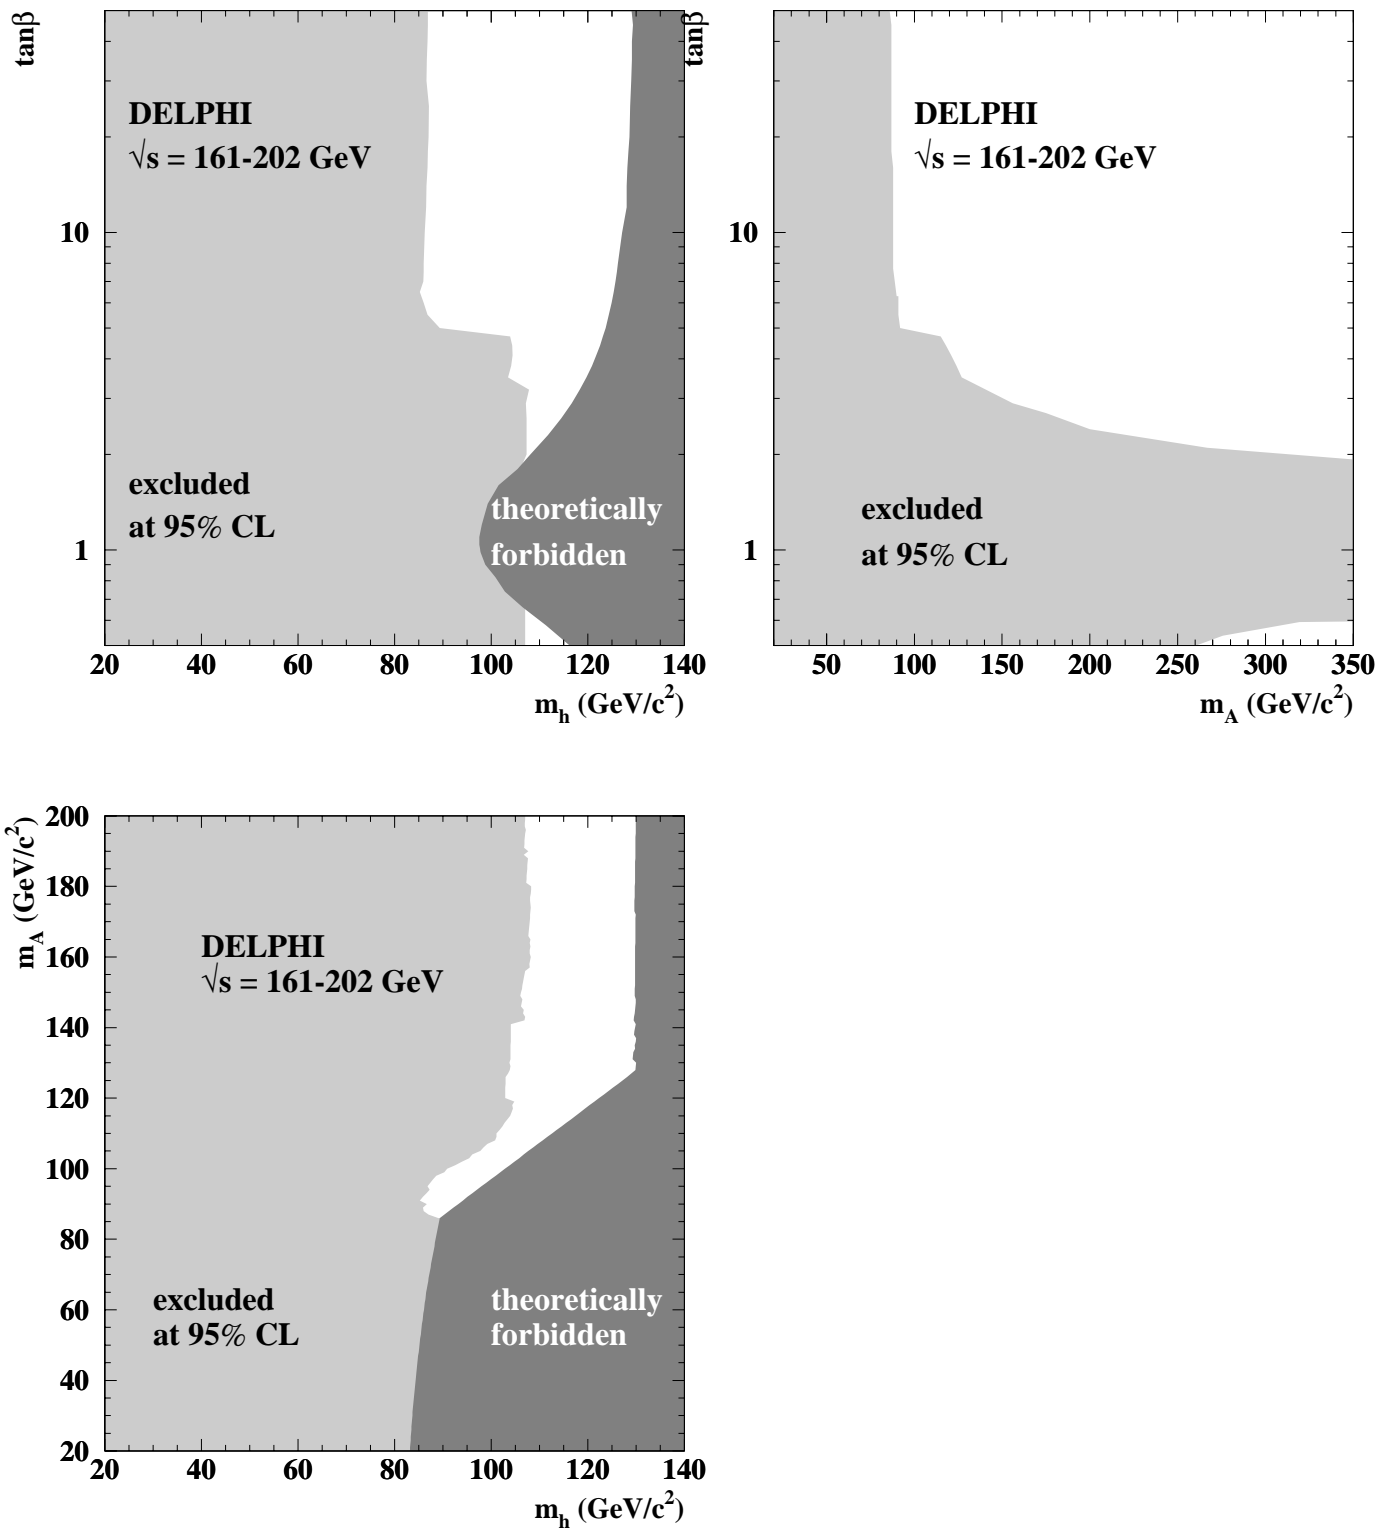 tanβ
DELPHI
√s = 161-202 GeV
10
excluded
at 95% CL
theoretically
forbidden
1
20 40 60 80 100 120 140
m_h (GeV/c²)
tanβ
DELPHI
√s = 161-202 GeV
10
excluded
at 95% CL
1
50 100 150 200 250 300 350
m_A (GeV/c²)
m_A (GeV/c²)
200
180
160
140
120
100
80
60
40
20
DELPHI
√s = 161-202 GeV
excluded
at 95% CL
theoretically
forbidden
20 40 60 80 100 120 140
m_h (GeV/c²)